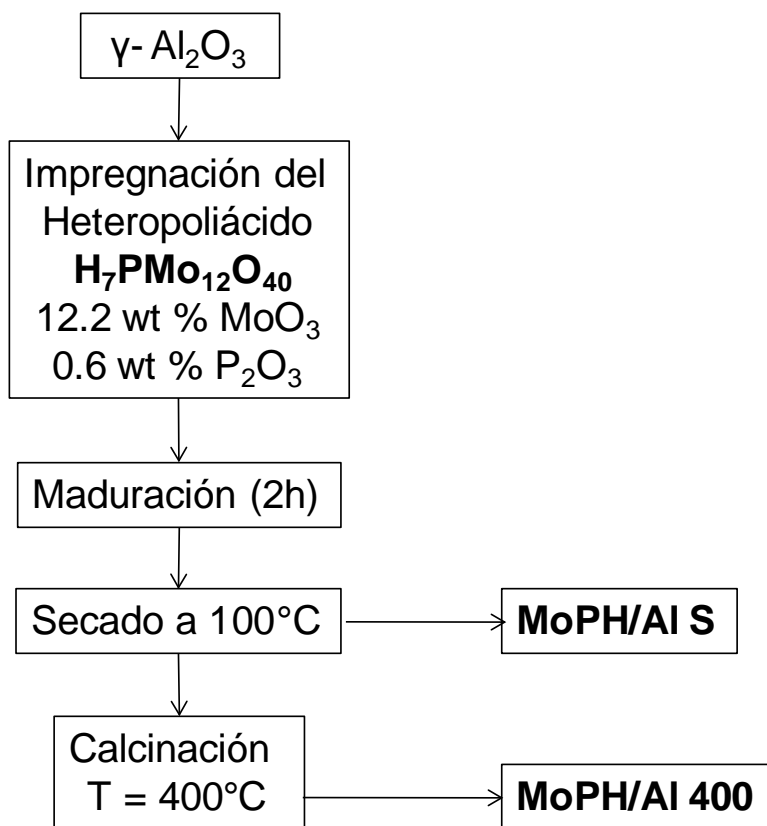 γ- Al₂O₃
Impregnación del
Heteropoliácido
H₇PMo₁₂O₄₀
12.2 wt % MoO₃
0.6 wt % P₂O₃
Maduración (2h)
Secado a 100°C
MoPH/Al S
Calcinación
T = 400°C
MoPH/Al 400